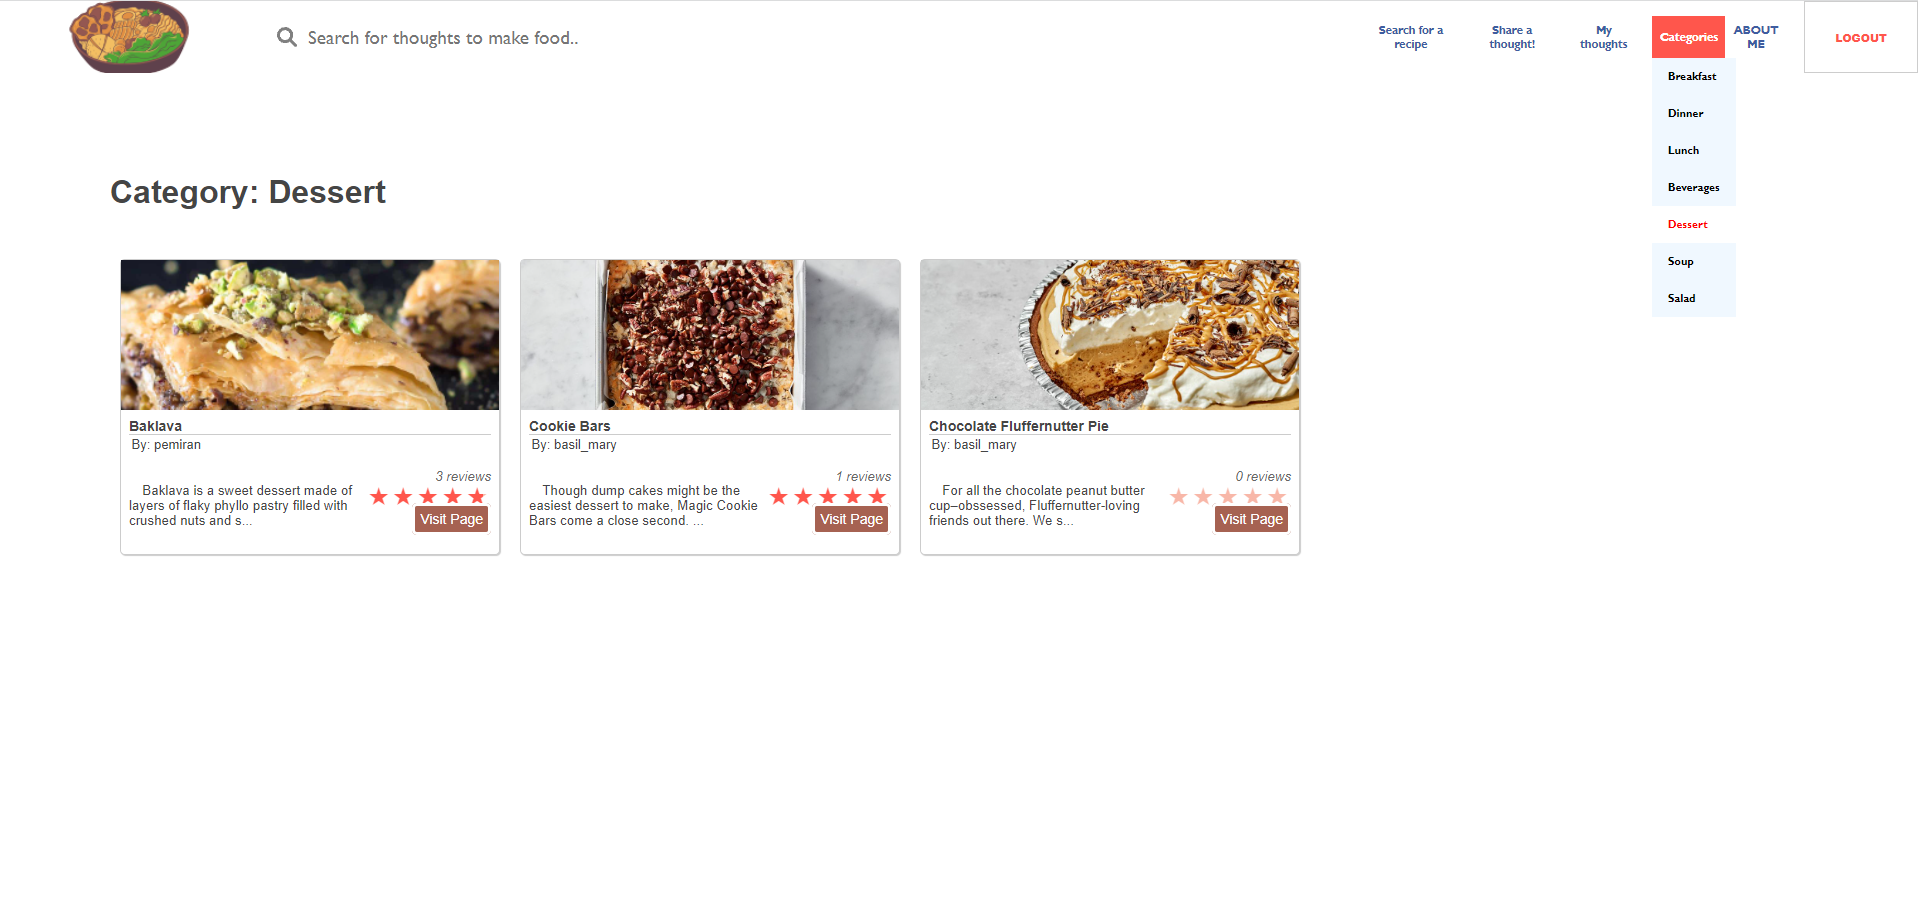 Search for thoughts to make food..
Search for a
recipe
Share a
thought!
My
thoughts
Categories
ABOUT
ME
LOGOUT
Breakfast
Dinner
Lunch
Beverages
Dessert
Soup
Salad
Category: Dessert
Baklava
By: pemiran
3 reviews
Baklava is a sweet dessert made of
layers of flaky phyllo pastry filled with
crushed nuts and s...
Visit Page
Cookie Bars
By: basil_mary
1 reviews
Though dump cakes might be the
easiest dessert to make, Magic Cookie
Bars come a close second. ...
Visit Page
Chocolate Fluffernutter Pie
By: basil_mary
0 reviews
For all the chocolate peanut butter
cup–obssessed, Fluffernutter-loving
friends out there. We s...
Visit Page